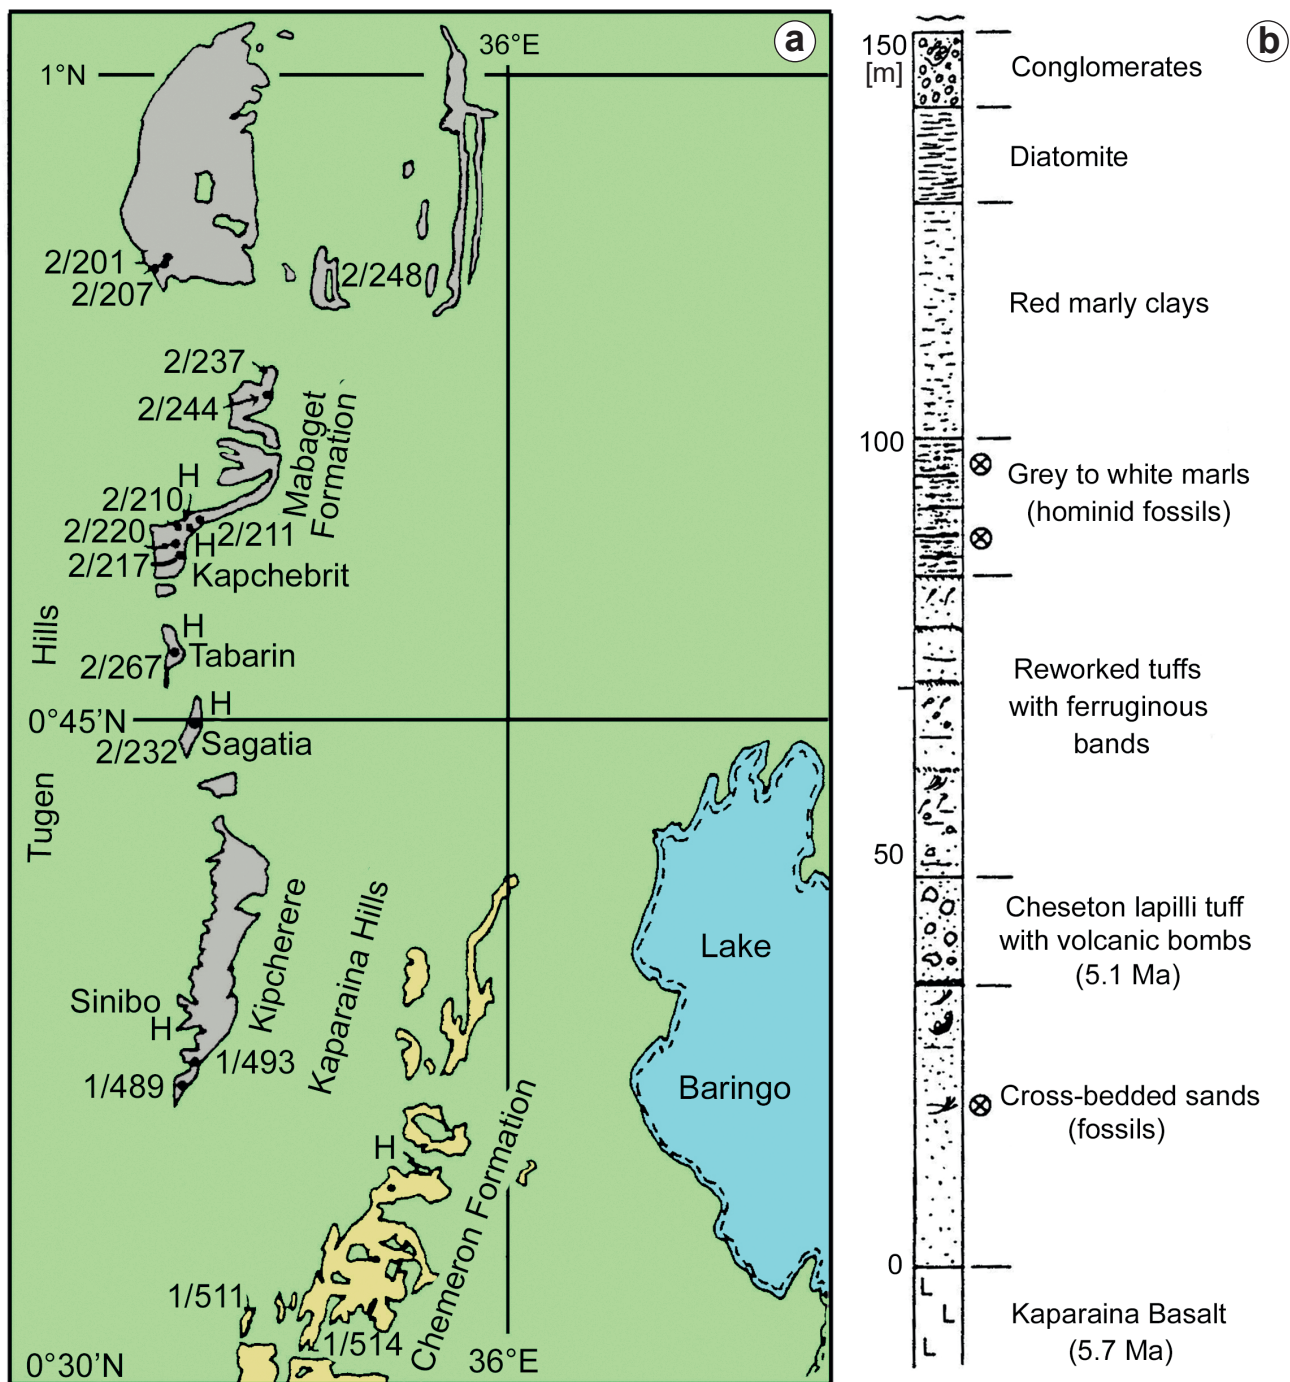 a
36°E
1°N
2/201
2/207
2/248
2/237
2/244
Mabaget
Formation
H
2/210
2/220
2/211
H
2/217
Kapchebrit
Hills
H
Tabarin
2/267
H
0°45’N
Sagatia
2/232
Tugen
Kipcherere
Kaparaina Hills
Lake
Sinibo
H
1/493
1/489
Baringo
H
Chemeron Formation
1/511
1/514
0°30’N
36°E
b
150
[m]
Conglomerates
Diatomite
Red marly clays
100
Grey to white marls
(hominid fossils)
Reworked tuffs
with ferruginous
bands
50
Cheseton lapilli tuff
with volcanic bombs
(5.1 Ma)
Cross-bedded sands
(fossils)
0
L
L
L
Kaparaina Basalt
(5.7 Ma)